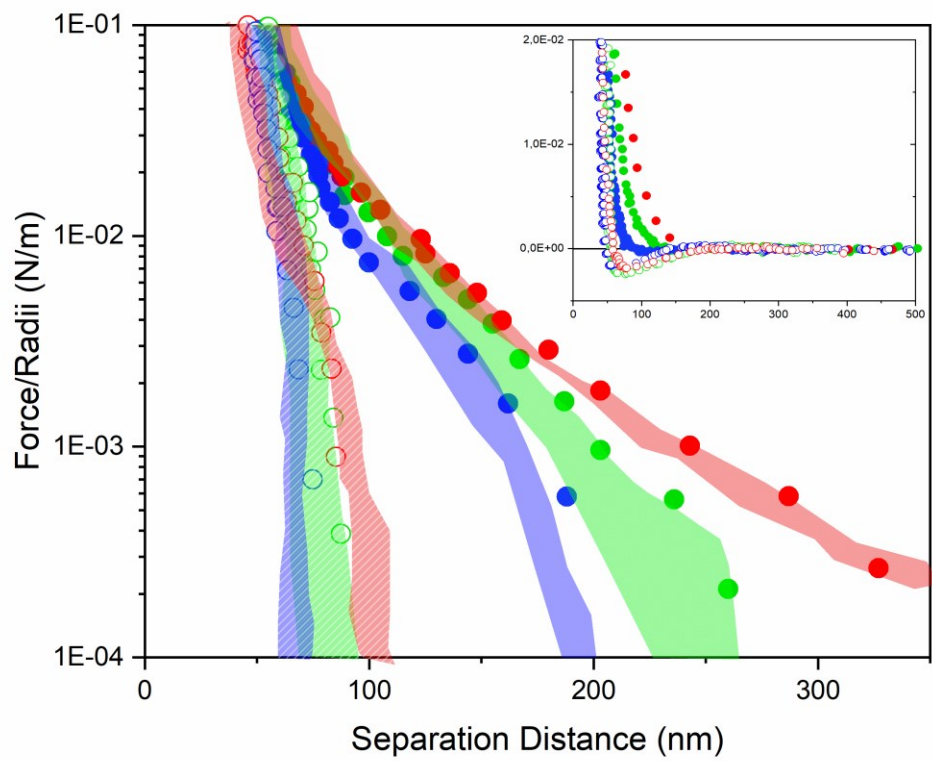 1E-01
1E-02
1E-03
1E-04
0
100
200
300
Force/Radii (N/m)
Separation Distance (nm)
2,0E-02
1,0E-02
0,0E+00
0
100
200
300
400
500